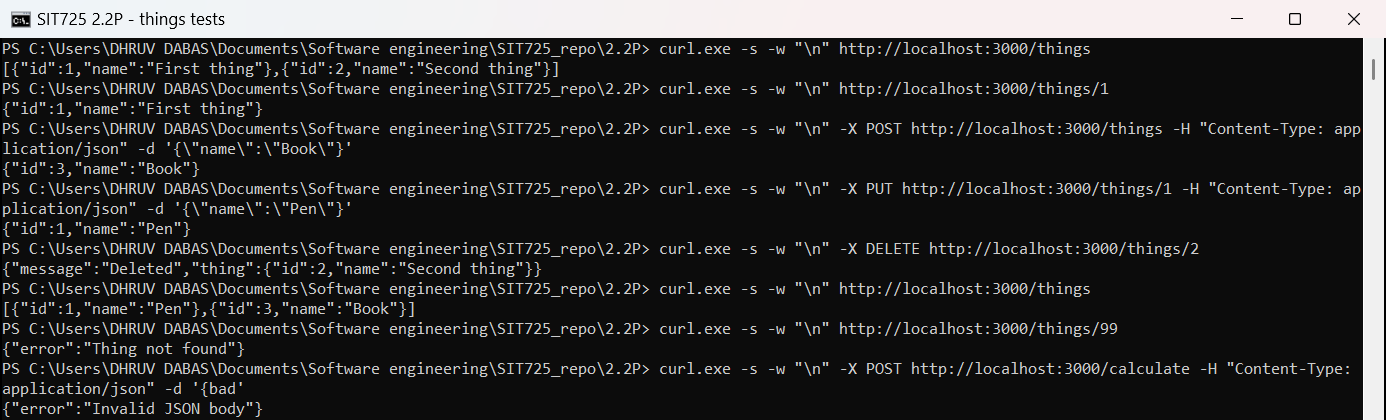 SIT725 2.2P - things tests
PS C:\Users\DHRUV DABAS\Documents\Software engineering\SIT725_repo\2.2P> curl.exe -s -w "\n" http://localhost:3000/things
[{"id":1,"name":"First thing"},{"id":2,"name":"Second thing"}]
PS C:\Users\DHRUV DABAS\Documents\Software engineering\SIT725_repo\2.2P> curl.exe -s -w "\n" http://localhost:3000/things/1
{"id":1,"name":"First thing"}
PS C:\Users\DHRUV DABAS\Documents\Software engineering\SIT725_repo\2.2P> curl.exe -s -w "\n" -X POST http://localhost:3000/things -H "Content-Type: app
lication/json" -d '{\"name\":\"Book\"}'
{"id":3,"name":"Book"}
PS C:\Users\DHRUV DABAS\Documents\Software engineering\SIT725_repo\2.2P> curl.exe -s -w "\n" -X PUT http://localhost:3000/things/1 -H "Content-Type: ap
plication/json" -d '{\"name\":\"Pen\"}'
{"id":1,"name":"Pen"}
PS C:\Users\DHRUV DABAS\Documents\Software engineering\SIT725_repo\2.2P> curl.exe -s -w "\n" -X DELETE http://localhost:3000/things/2
{"message":"Deleted","thing":{"id":2,"name":"Second thing"}}
PS C:\Users\DHRUV DABAS\Documents\Software engineering\SIT725_repo\2.2P> curl.exe -s -w "\n" http://localhost:3000/things
[{"id":1,"name":"Pen"},{"id":3,"name":"Book"}]
PS C:\Users\DHRUV DABAS\Documents\Software engineering\SIT725_repo\2.2P> curl.exe -s -w "\n" http://localhost:3000/things/99
{"error":"Thing not found"}
PS C:\Users\DHRUV DABAS\Documents\Software engineering\SIT725_repo\2.2P> curl.exe -s -w "\n" -X POST http://localhost:3000/calculate -H "Content-Type:
application/json" -d '{bad'
{"error":"Invalid JSON body"}